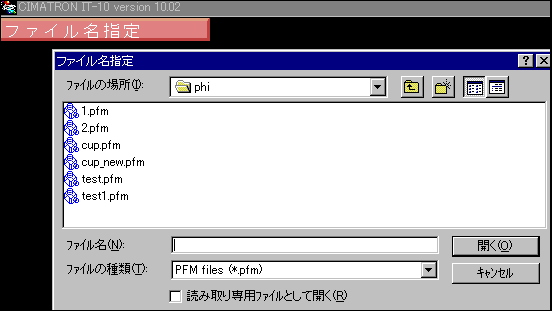 CIMATRON IT-10 version 10.02
ファイル名指定
ファイル名指定
ファイルの場所(I):
phi
1.pfm
2.pfm
cup.pfm
cup_new.pfm
test.pfm
test1.pfm
ファイル名(N):
開く(O)
ファイルの種類(T):
PFM files (*.pfm)
キャンセル
読み取り専用ファイルとして開く(R)